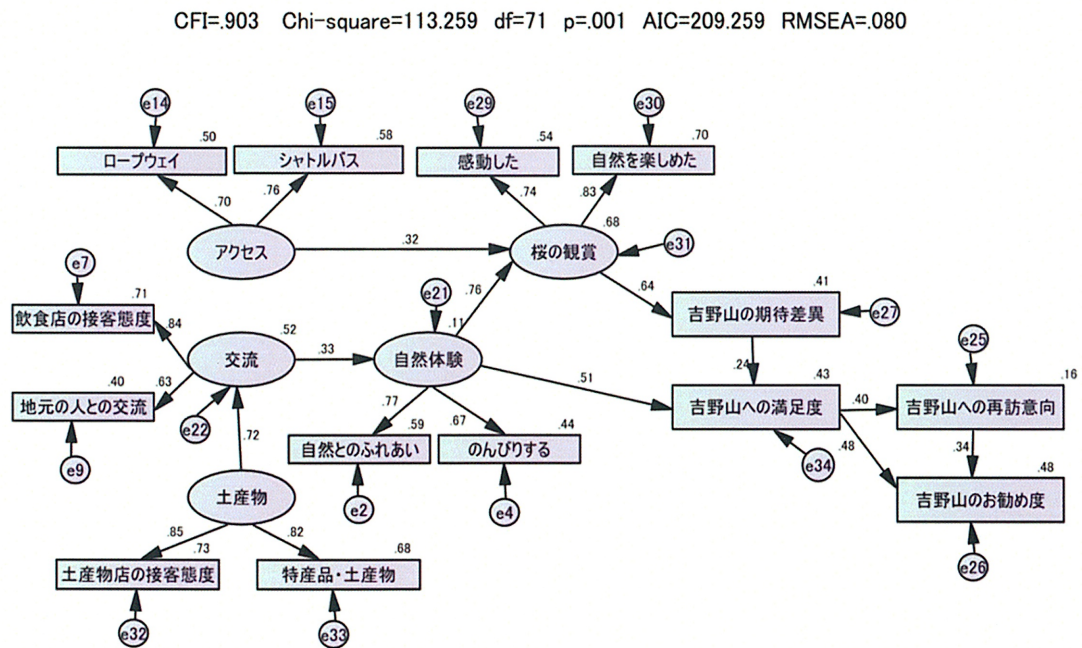 CFI=.903 Chi-square=113.259 df=71 p=.001 AIC=209.259 RMSEA=.080
e14 e15 e29 e30
.50 .58 .54 .70
ロープウェイ シャトルバス 感動した 自然を楽しめた
.70 .76 .74 .83
.68
アクセス .32 桜の観賞 e31
e7 e21 .76 .64
.71 .41
飲食店の接客態度 吉野山の期待差異 e27
.84 .52 .11 e25
交流 .33 自然体験 .24
.40 .63 .51 .43 .16
地元の人との交流 吉野山への満足度 .40 吉野山への再訪意向
e22 .77 .67
e9 .72 .59 .44 .48 .34 .48
自然とのふれあい のんびりする e34
土産物 e2 e4 吉野山のお勧め度
.85 .82
.73 .68 e26
土産物店の接客態度 特産品・土産物
e32 e33